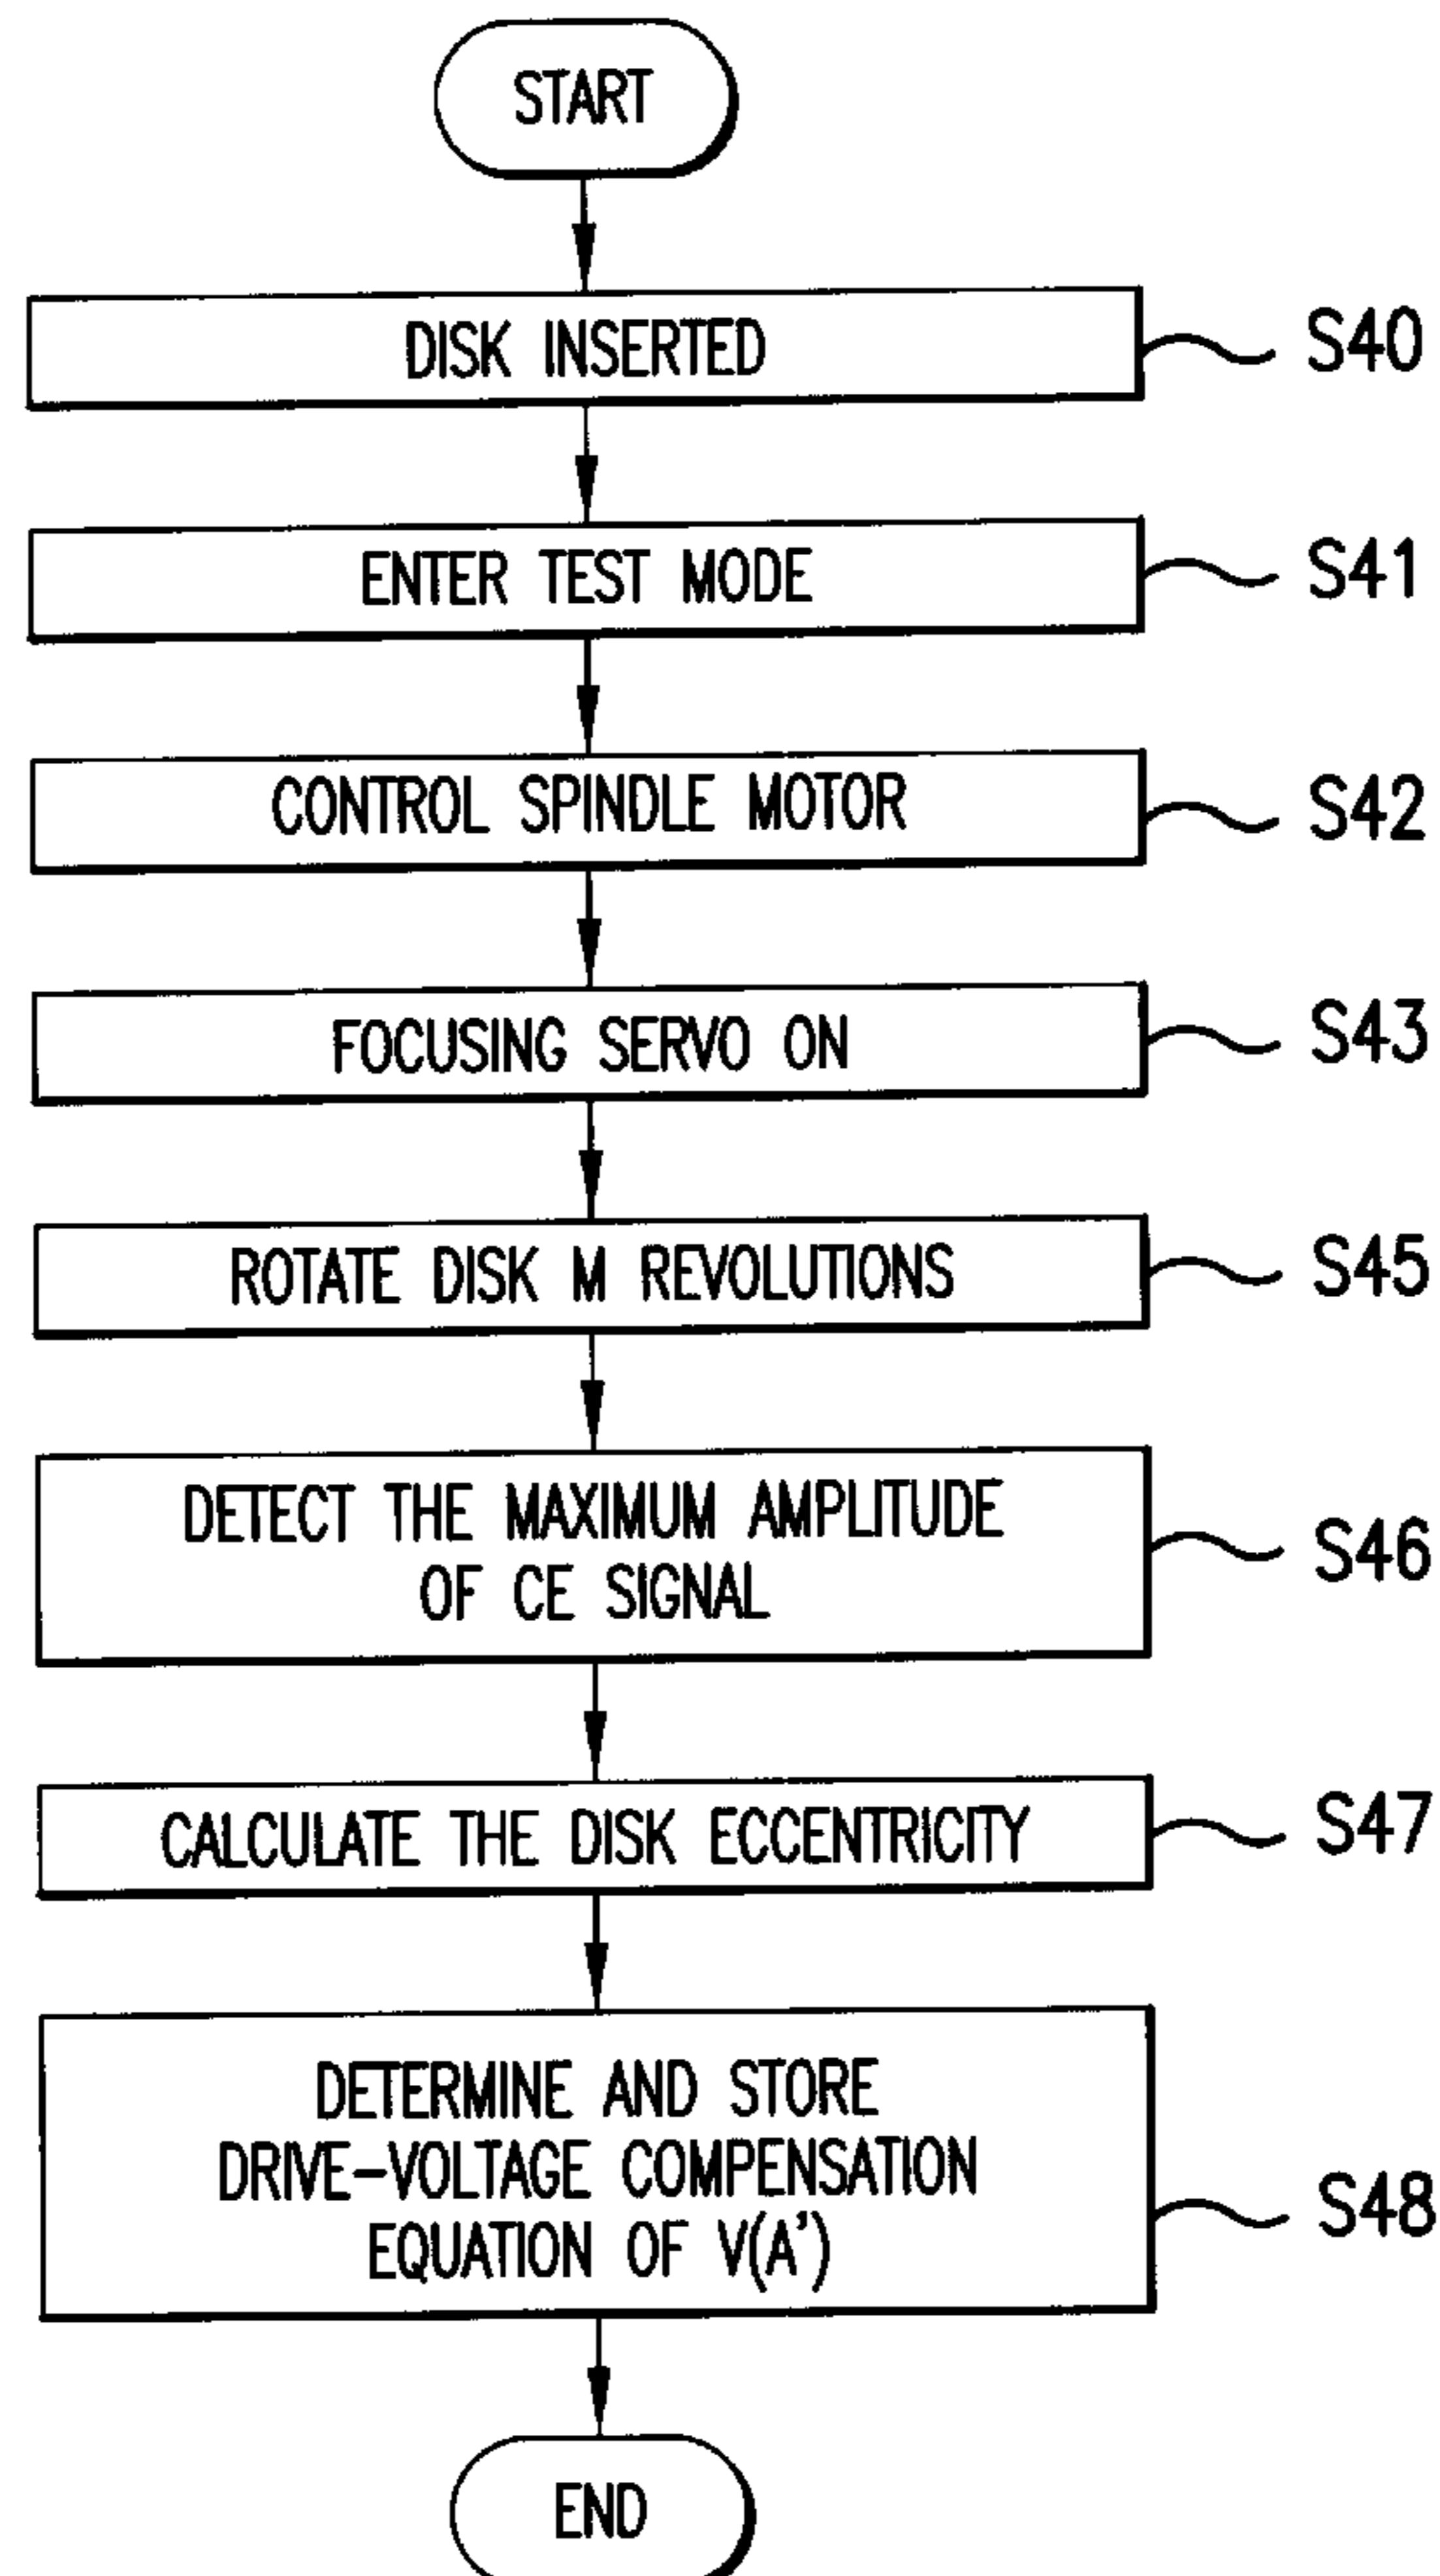 START
DISK INSERTED
S40
ENTER TEST MODE
S41
CONTROL SPINDLE MOTOR
S42
FOCUSING SERVO ON
S43
ROTATE DISK M REVOLUTIONS
S45
DETECT THE MAXIMUM AMPLITUDE
OF CE SIGNAL
S46
CALCULATE THE DISK ECCENTRICITY
S47
DETERMINE AND STORE
DRIVE-VOLTAGE COMPENSATION
EQUATION OF V(A')
S48
END